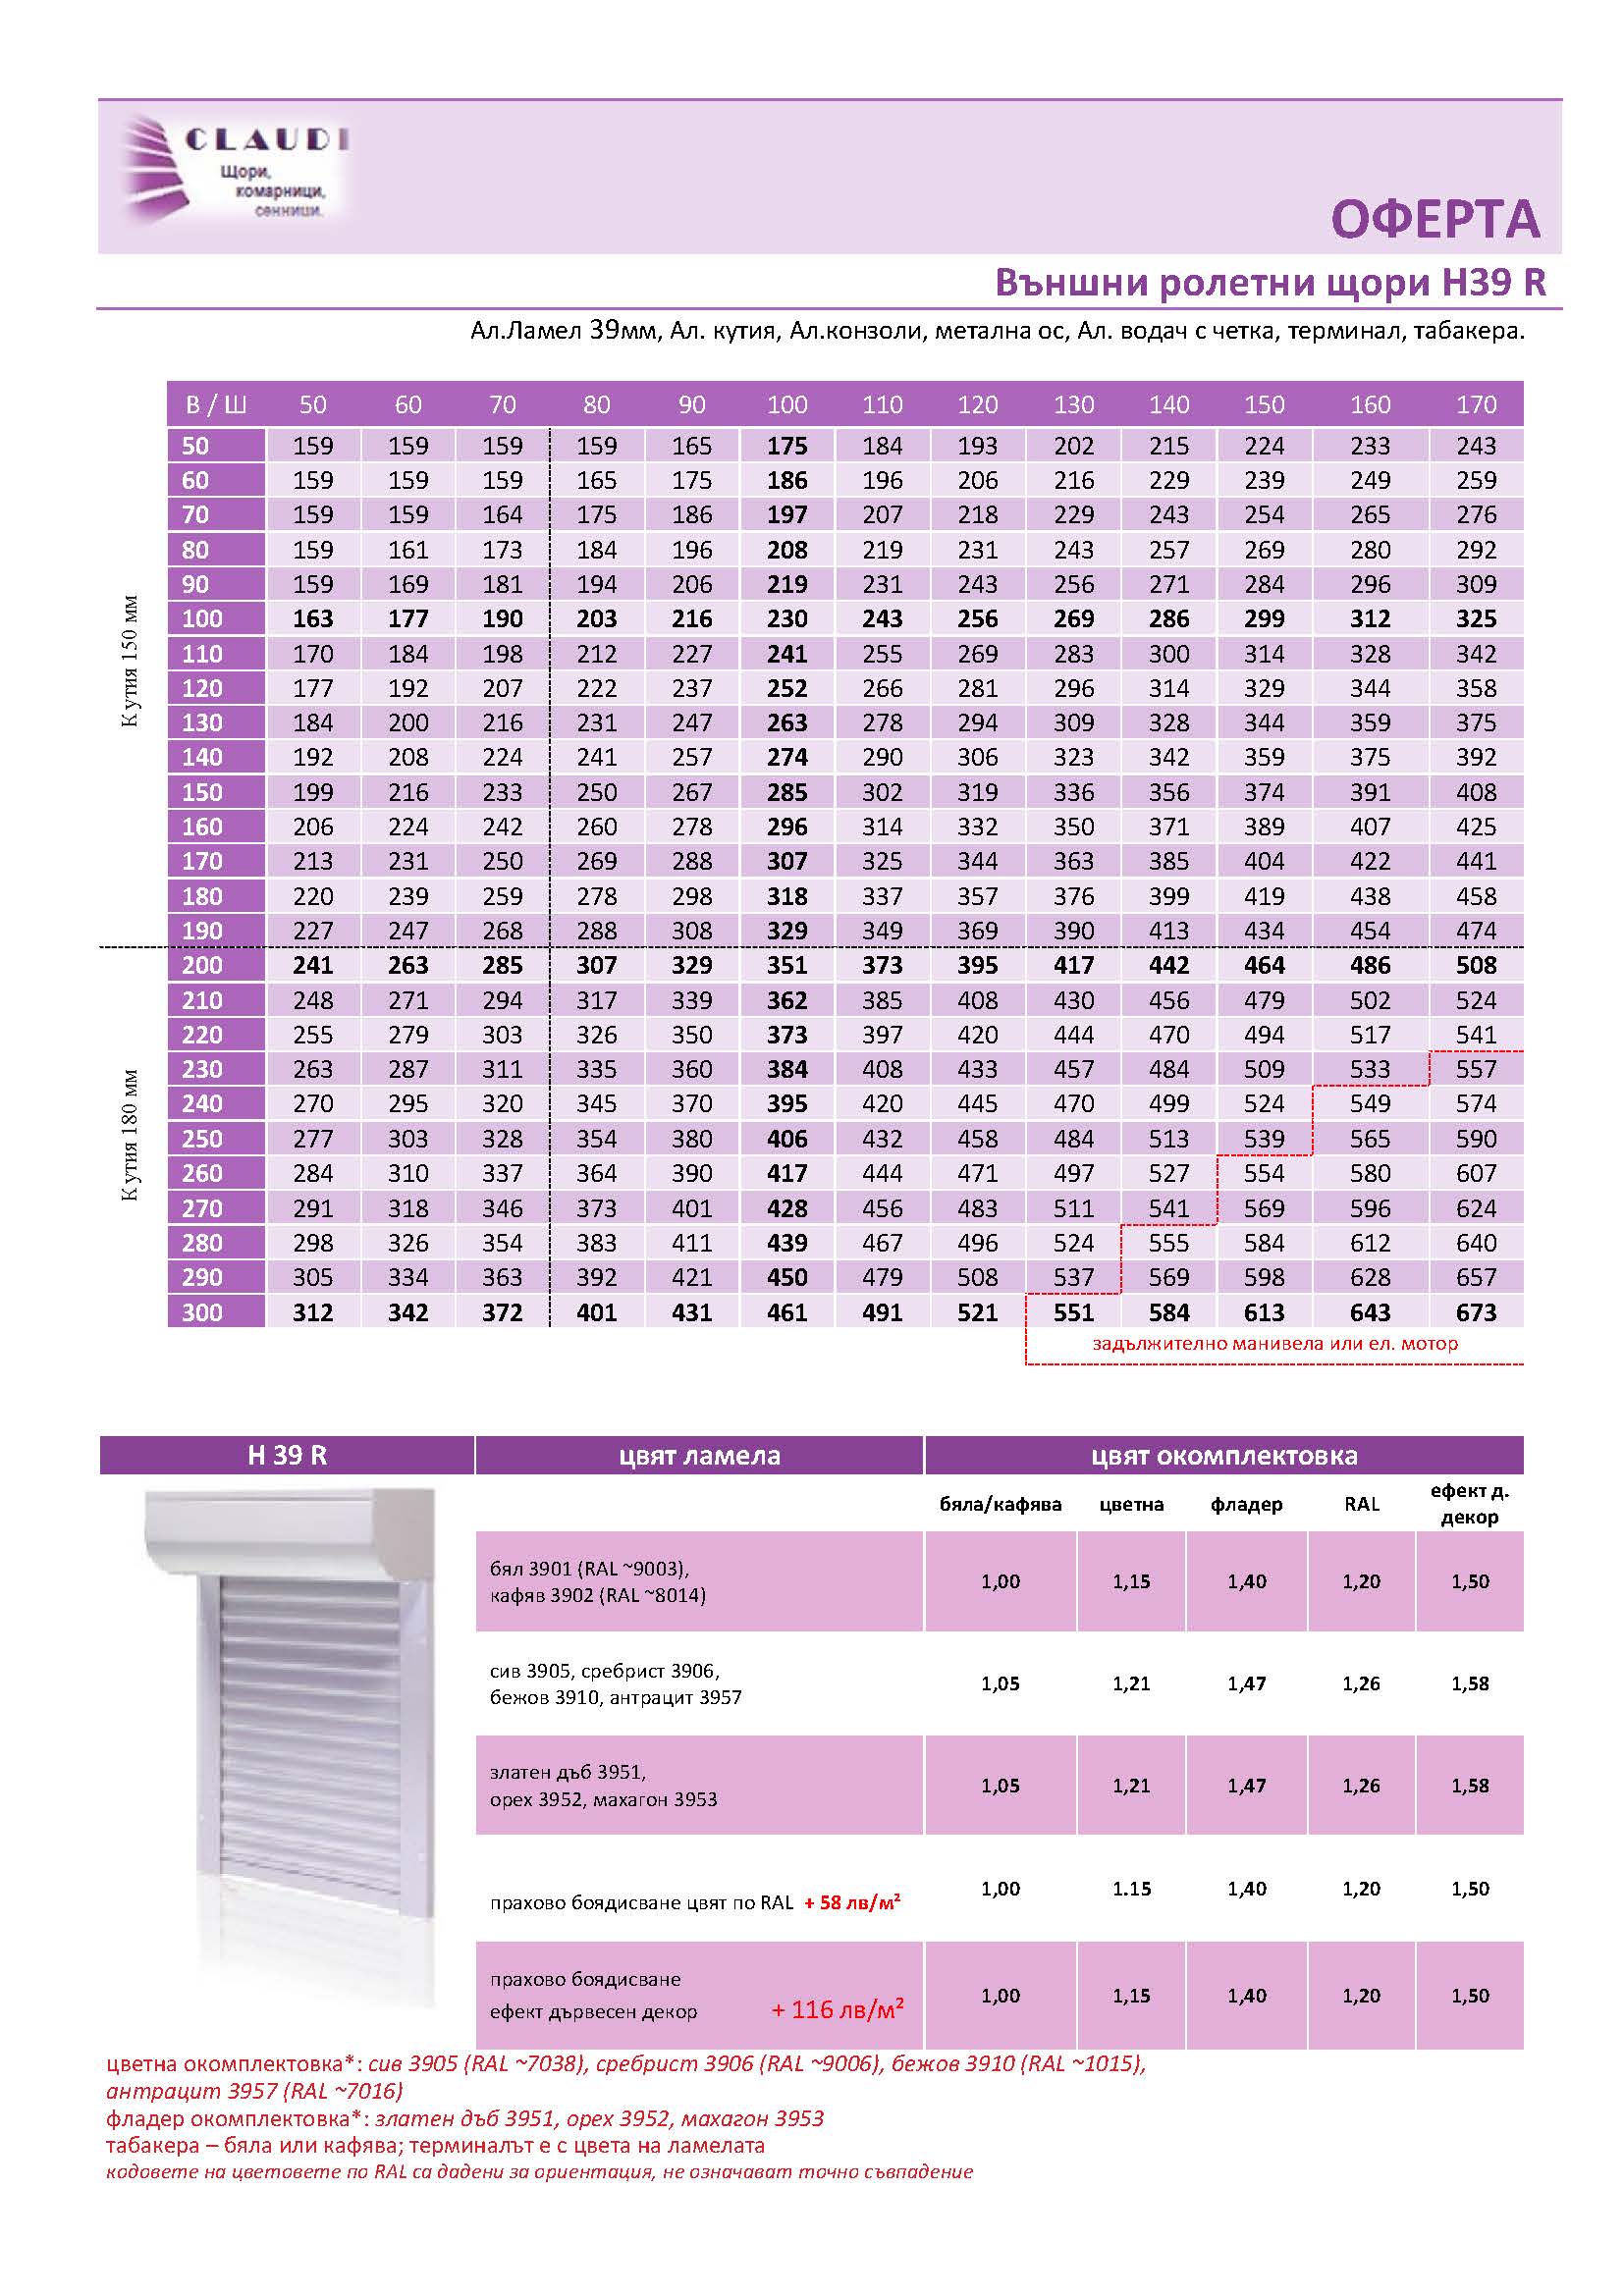 CLAUDI
Щори,
комарници,
сенници.
ОФЕРТА
Външни ролетни щори H39 R
Ал.Ламел 39мм, Ал. кутия, Ал.конзоли, метална ос, Ал. водач с четка, терминал, табакера.
В / Ш 50 60 70 80 90 100 110 120 130 140 150 160 170
50 159 159 159 159 165 175 184 193 202 215 224 233 243
60 159 159 159 165 175 186 196 206 216 229 239 249 259
70 159 159 164 175 186 197 207 218 229 243 254 265 276
80 159 161 173 184 196 208 219 231 243 257 269 280 292
90 159 169 181 194 206 219 231 243 256 271 284 296 309
100 163 177 190 203 216 230 243 256 269 286 299 312 325
110 170 184 198 212 227 241 255 269 283 300 314 328 342
120 177 192 207 222 237 252 266 281 296 314 329 344 358
130 184 200 216 231 247 263 278 294 309 328 344 359 375
140 192 208 224 241 257 274 290 306 323 342 359 375 392
150 199 216 233 250 267 285 302 319 336 356 374 391 408
160 206 224 242 260 278 296 314 332 350 371 389 407 425
170 213 231 250 269 288 307 325 344 363 385 404 422 441
180 220 239 259 278 298 318 337 357 376 399 419 438 458
190 227 247 268 288 308 329 349 369 390 413 434 454 474
Кутия 150 мм
200 241 263 285 307 329 351 373 395 417 442 464 486 508
210 248 271 294 317 339 362 385 408 430 456 479 502 524
220 255 279 303 326 350 373 397 420 444 470 494 517 541
230 263 287 311 335 360 384 408 433 457 484 509 533 557
240 270 295 320 345 370 395 420 445 470 499 524 549 574
250 277 303 328 354 380 406 432 458 484 513 539 565 590
260 284 310 337 364 390 417 444 471 497 527 554 580 607
270 291 318 346 373 401 428 456 483 511 541 569 596 624
280 298 326 354 383 411 439 467 496 524 555 584 612 640
290 305 334 363 392 421 450 479 508 537 569 598 628 657
300 312 342 372 401 431 461 491 521 551 584 613 643 673
Кутия 180 мм
задължително манивела или ел. мотор
H 39 R цвят ламела цвят окомплектовка
бяла/кафява цветна фладер RAL ефект д.
декор
бял 3901 (RAL ~9003),
кафяв 3902 (RAL ~8014)
1,00 1,15 1,40 1,20 1,50
сив 3905, сребрист 3906,
бежов 3910, антрацит 3957
1,05 1,21 1,47 1,26 1,58
златен дъб 3951,
орех 3952, махагон 3953
1,05 1,21 1,47 1,26 1,58
прахово боядисване цвят по RAL + 58 лв/м²
1,00 1.15 1,40 1,20 1,50
прахово боядисване
ефект дървесен декор + 116 лв/м²
1,00 1,15 1,40 1,20 1,50
цветна окомплектовка*: сив 3905 (RAL ~7038), сребрист 3906 (RAL ~9006), бежов 3910 (RAL ~1015),
антрацит 3957 (RAL ~7016)
фладер окомплектовка*: златен дъб 3951, орех 3952, махагон 3953
табакера – бяла или кафява; терминалът е с цвета на ламелата
кодовете на цветовете по RAL са дадени за ориентация, не означават точно съвпадение